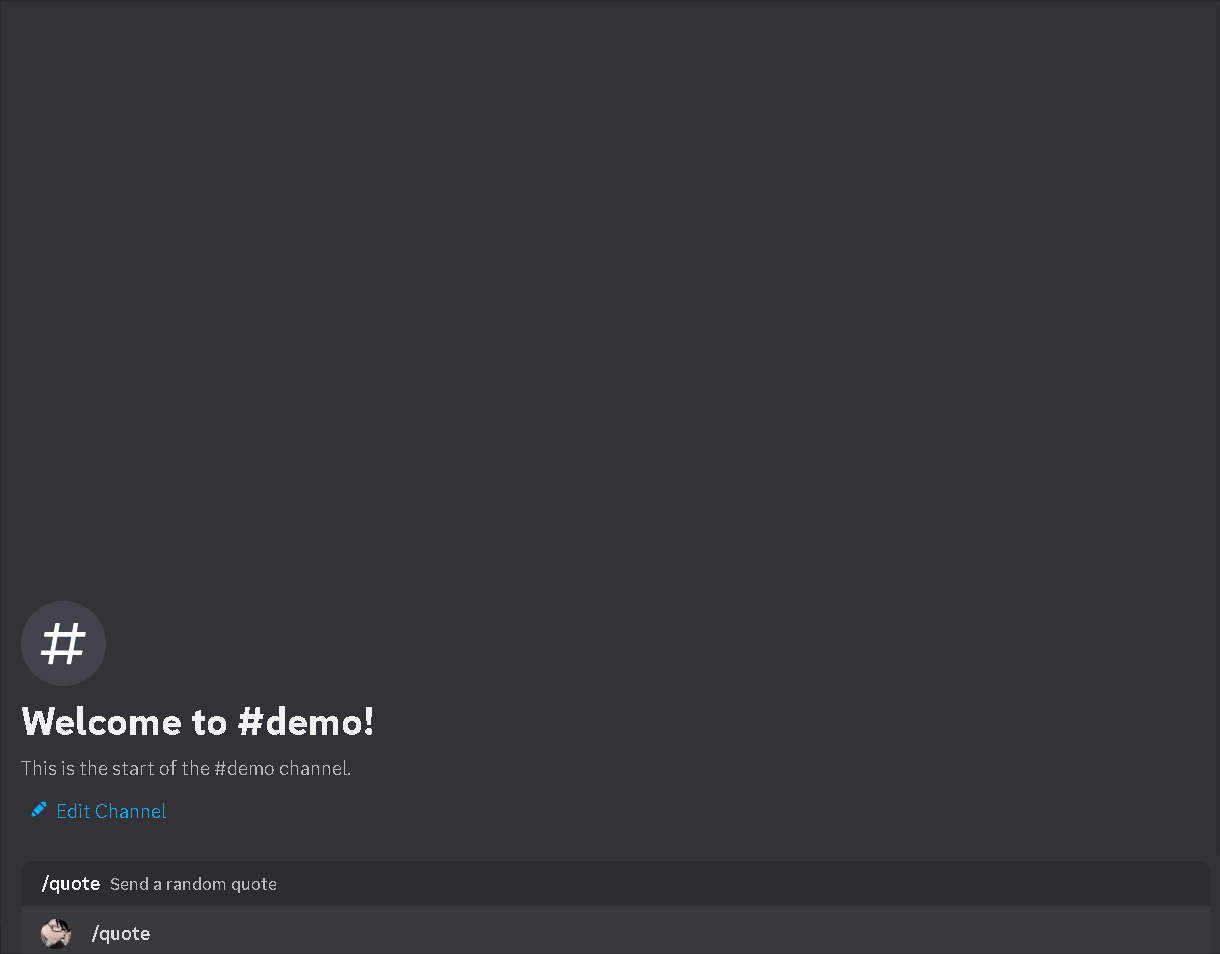 #
Welcome to #demo!
This is the start of the #demo channel.
Edit Channel
/quote Send a random quote
/quote